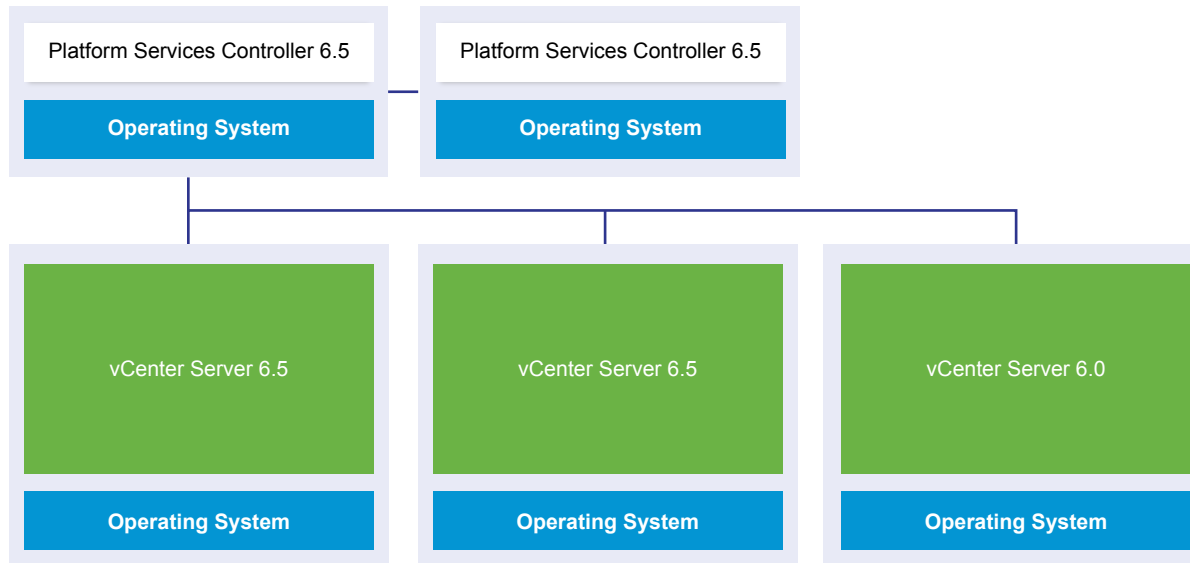 Platform Services Controller 6.5
Platform Services Controller 6.5
Operating System
Operating System
vCenter Server 6.5
vCenter Server 6.5
vCenter Server 6.0
Operating System
Operating System
Operating System